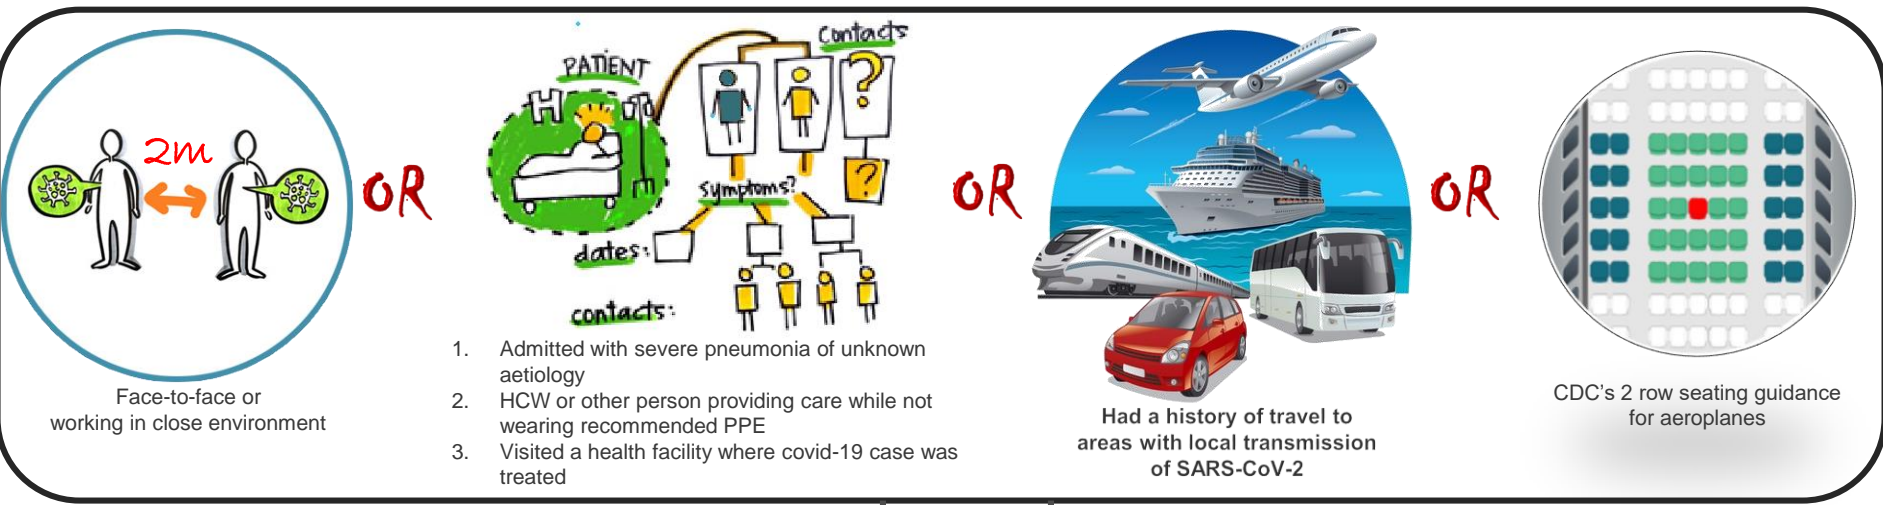 2m
Face-to-face or
working in close environment
OR
PATIENT
H
Contacts
?
?
symptoms?
dates:
contacts:
1. Admitted with severe pneumonia of unknown
aetiology
2. HCW or other person providing care while not
wearing recommended PPE
3. Visited a health facility where covid-19 case was
treated
OR
Had a history of travel to
areas with local transmission
of SARS-CoV-2
OR
CDC's 2 row seating guidance
for aeroplanes